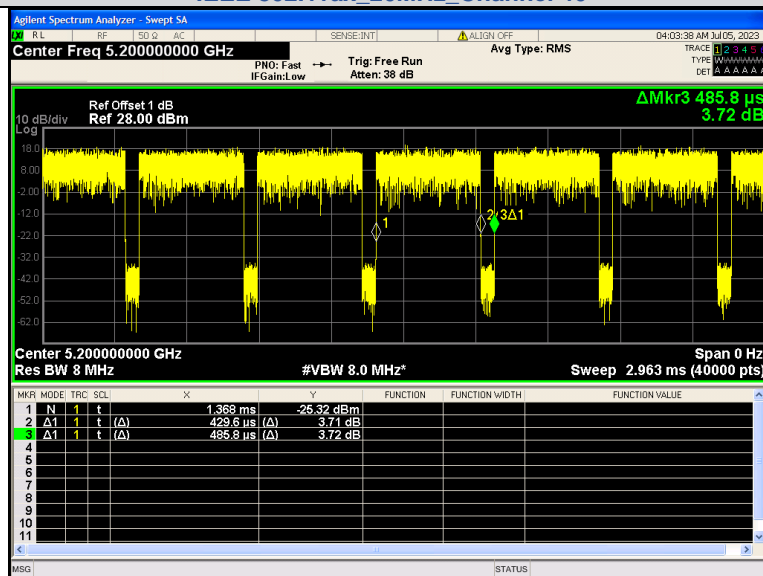 Agilent Spectrum Analyzer - Swept SA
LXI RL RF 50 Ω AC SENSE:INT ALIGN OFF 04:03:38 AM Jul 05, 2023
Center Freq 5.200000000 GHz Avg Type: RMS TRACE 1 2 3 4 5
PNO: Fast Trig: Free Run TYPE
IFGain:Low Atten: 38 dB DET A A A A A
ΔMkr3 485.8 µs
3.72 dB
Ref Offset 1 dB
10 dB/div Ref 28.00 dBm
Log
18.0
8.00
-2.00
-12.0
-22.0
-32.0
-42.0
-52.0
-62.0
1
2 3Δ1
Center 5.200000000 GHz Span 0 Hz
Res BW 8 MHz #VBW 8.0 MHz* Sweep 2.963 ms (40000 pts)
MKR MODE TRC SCL X Y FUNCTION FUNCTION WIDTH FUNCTION VALUE
1 N 1 t 1.368 ms -25.32 dBm
2 Δ1 1 t (Δ) 429.6 µs (Δ) 3.71 dB
3 Δ1 1 t (Δ) 485.8 µs (Δ) 3.72 dB
4
5
6
7
8
9
10
11
MSG STATUS